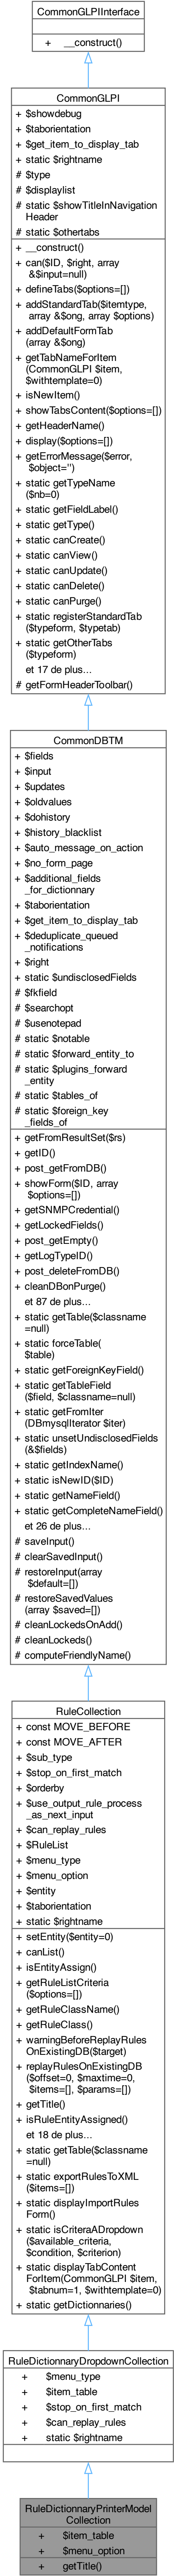 CommonGLPIInterface
+ __construct()
CommonGLPI
+ $showdebug
+ $taborientation
+ $get_item_to_display_tab
+ static $rightname
# $type
# $displaylist
# static $showTitleInNavigation
Header
# static $othertabs
+ __construct()
+ can($ID, $right, array
&$input=null)
+ defineTabs($options=[])
+ addStandardTab($itemtype,
array &$ong, array $options)
+ addDefaultFormTab
(array &$ong)
+ getTabNameForItem
(CommonGLPI $item,
$withtemplate=0)
+ isNewItem()
+ showTabsContent($options=[])
+ getHeaderName()
+ display($options=[])
+ getErrorMessage($error,
$object='')
+ static getTypeName
($nb=0)
+ static getFieldLabel()
+ static getType()
+ static canCreate()
+ static canView()
+ static canUpdate()
+ static canDelete()
+ static canPurge()
+ static registerStandardTab
($typeform, $typetab)
+ static getOtherTabs
($typeform)
et 17 de plus...
# getFormHeaderToolbar()
CommonDBTM
+ $fields
+ $input
+ $updates
+ $oldvalues
+ $dohistory
+ $history_blacklist
+ $auto_message_on_action
+ $no_form_page
+ $additional_fields
_for_dictionnary
+ $taborientation
+ $get_item_to_display_tab
+ $deduplicate_queued
_notifications
+ $right
+ static $undisclosedFields
# $fkfield
# $searchopt
# $usenotepad
# static $notable
# static $forward_entity_to
# static $plugins_forward
_entity
# static $tables_of
# static $foreign_key
_fields_of
+ getFromResultSet($rs)
+ getID()
+ post_getFromDB()
+ showForm($ID, array
$options=[])
+ getSNMPCredential()
+ getLockedFields()
+ post_getEmpty()
+ getLogTypeID()
+ post_deleteFromDB()
+ cleanDBonPurge()
et 87 de plus...
+ static getTable($classname
=null)
+ static forceTable(
$table)
+ static getForeignKeyField()
+ static getTableField
($field, $classname=null)
+ static getFromIter
(DBmysqlIterator $iter)
+ static unsetUndisclosedFields
(&$fields)
+ static getIndexName()
+ static isNewID($ID)
+ static getNameField()
+ static getCompleteNameField()
et 26 de plus...
# saveInput()
# clearSavedInput()
# restoreInput(array
$default=[])
# restoreSavedValues
(array $saved=[])
# cleanLockedsOnAdd()
# cleanLockeds()
# computeFriendlyName()
RuleCollection
+ const MOVE_BEFORE
+ const MOVE_AFTER
+ $sub_type
+ $stop_on_first_match
+ $orderby
+ $use_output_rule_process
_as_next_input
+ $can_replay_rules
+ $RuleList
+ $menu_type
+ $menu_option
+ $entity
+ $taborientation
+ static $rightname
+ setEntity($entity=0)
+ canList()
+ isEntityAssign()
+ getRuleListCriteria
($options=[])
+ getRuleClassName()
+ getRuleClass()
+ warningBeforeReplayRules
OnExistingDB($target)
+ replayRulesOnExistingDB
($offset=0, $maxtime=0,
$items=[], $params=[])
+ getTitle()
+ isRuleEntityAssigned()
et 18 de plus...
+ static getTable($classname
=null)
+ static exportRulesToXML
($items=[])
+ static displayImportRules
Form()
+ static isCriteraADropdown
($available_criteria,
$condition, $criterion)
+ static displayTabContent
ForItem(CommonGLPI $item,
$tabnum=1, $withtemplate=0)
+ static getDictionnaries()
RuleDictionnaryDropdownCollection
+ $menu_type
+ $item_table
+ $stop_on_first_match
+ $can_replay_rules
+ static $rightname
RuleDictionnaryPrinterModel
Collection
+ $item_table
+ $menu_option
+ getTitle()